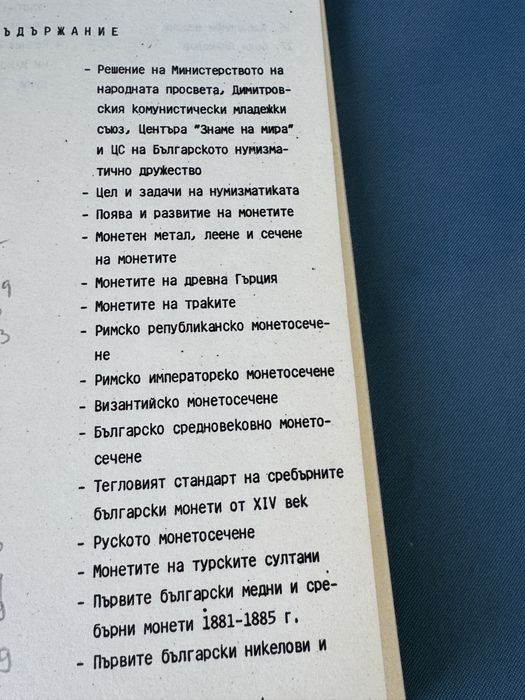 ЪДЪРЖАНИЕ
- Решение на Министерството на
народната просвета, Димитров-
ския комунистически младежки
съюз, Центъра "Знаме на мира"
и ЦС на Българското нумизма-
тично дружество
- Цел и задачи на нумизматиката
- Поява и развитие на монетите
- Монетен метал, леене и сечене
на монетите
- Монетите на древна Гърция
- Монетите на траките
- Римско републиканско монетосече-
не
- Римско императорско монетосечене
- Византийско монетосечене
- Българско средновековно монето-
сечене
- Тегловият стандарт на сребърните
български монети от XIV век
- Руското монетосечене
- Монетите на турските султани
- Първите български медни и сре-
бърни монети 1881-1885 г.
- Първите български никелови и